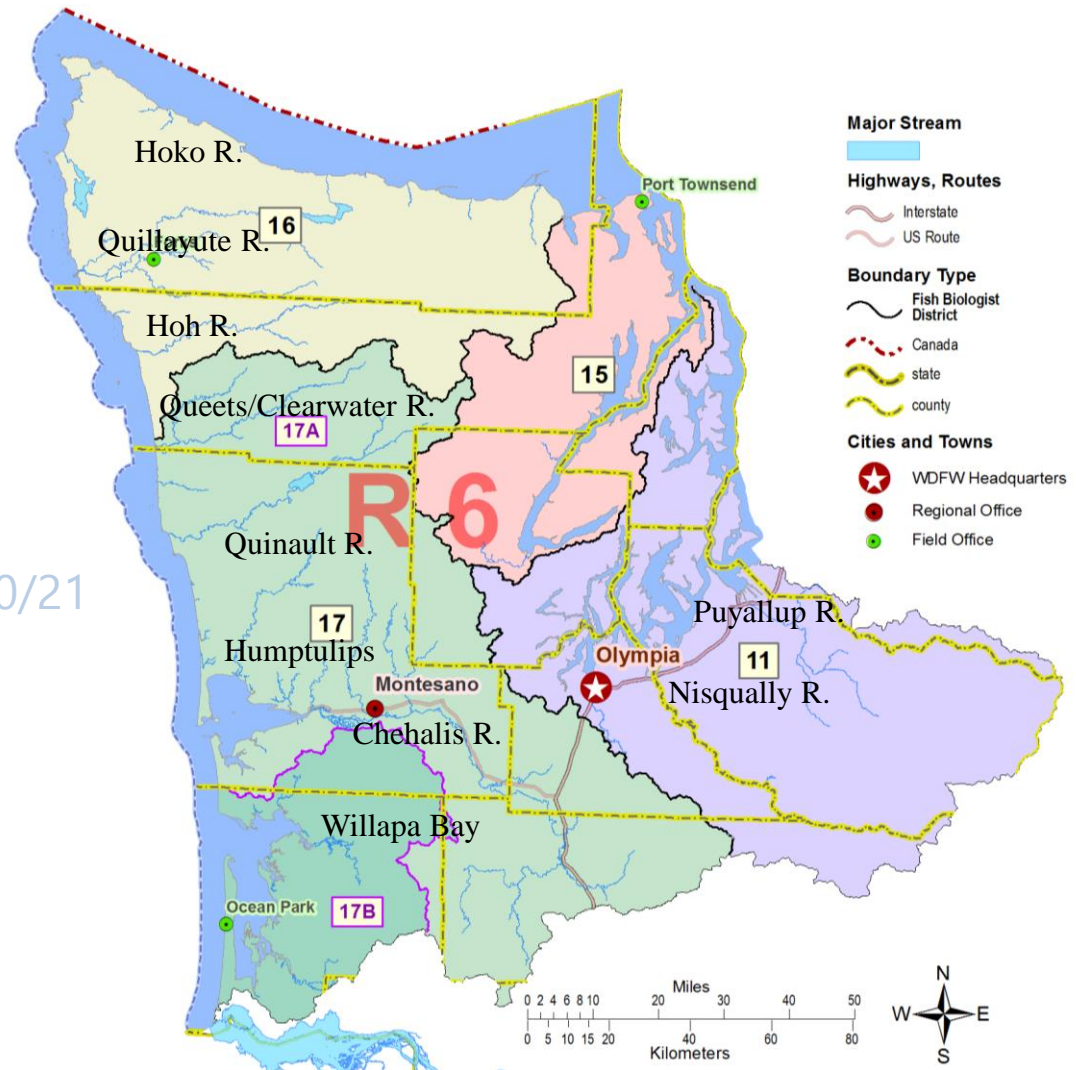 Hoko R.
Port Townsend
16
Quillayute R.
Hoh R.
15
Queets/Clearwater R.
17A
R 6
Quinault R.
0/21
17
Puyallup R.
Humptulips
Olympia
11
Montesano
Nisqually R.
Chehalis R.
Willapa Bay
Ocean Park
17B
Major Stream
Highways, Routes
Interstate
US Route
Boundary Type
Fish Biologist
District
Canada
state
county
Cities and Towns
WDFW Headquarters
Regional Office
Field Office
Miles
0 2 4 6 8 10 20 30 40 50
0 5 10 15 20 40 60 80
Kilometers
N
W E
S